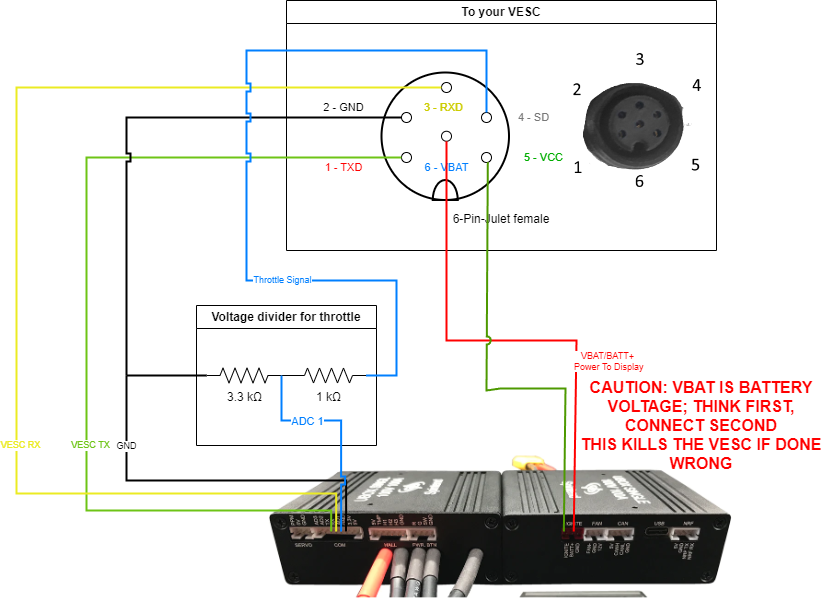 To your VESC
3
2
4
2 - GND
3 - RXD
4 - SD
1 - TXD
6 - VBAT
5 - VCC
1
5
6
6-Pin-Julet female
Throttle Signal
Voltage divider for throttle
3.3 kΩ
1 kΩ
ADC 1
VBAT/BATT+
Power To Display
CAUTION: VBAT IS BATTERY
VOLTAGE; THINK FIRST,
CONNECT SECOND
THIS KILLS THE VESC IF DONE
WRONG
VESC RX
VESC TX
GND
SERVO
COM
HALL
PWR. BTN
FAN
CAN
USB
NRF